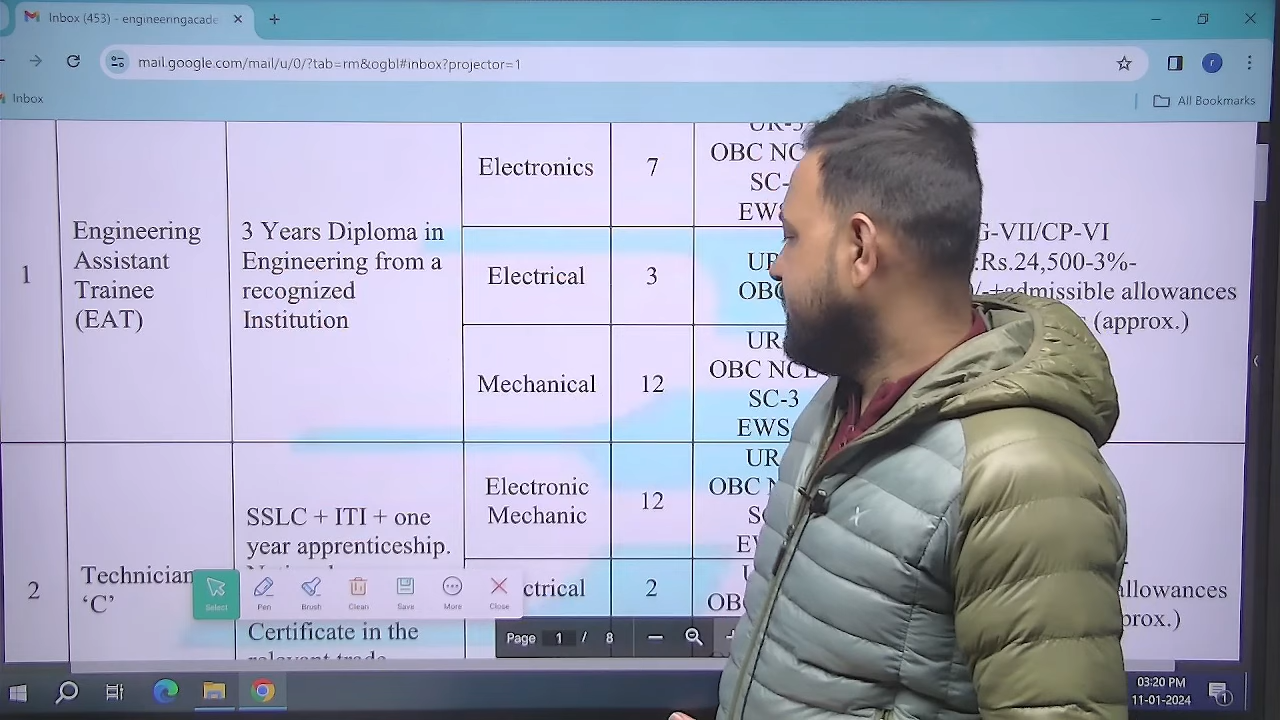 Inbox (453) - engineeringacade
mail.google.com/mail/u/0/?tab=rm&ogbl#inbox?projector=1
r
Inbox
All Bookmarks
1
Engineering
Assistant
Trainee
(EAT)
3 Years Diploma in
Engineering from a
recognized
Institution
Electronics
7
OBC NC
SC-
EWS
Electrical
3
UR
OBC
Mechanical
12
UR
OBC NCL
SC-3
EWS
G-VII/CP-VI
:Rs.24,500-3%-
/-+admissible allowances
(approx.)
2
Technician
‘C’
SSLC + ITI + one
year apprenticeship.
Certificate in the
relevant trade
Electronic
Mechanic
12
UR
OBC N
ctrical
2
OBC
allowances
prox.)
Select
Pen
Brush
Clean
Save
More
Close
Page 1 / 8
03:20 PM
11-01-2024
1